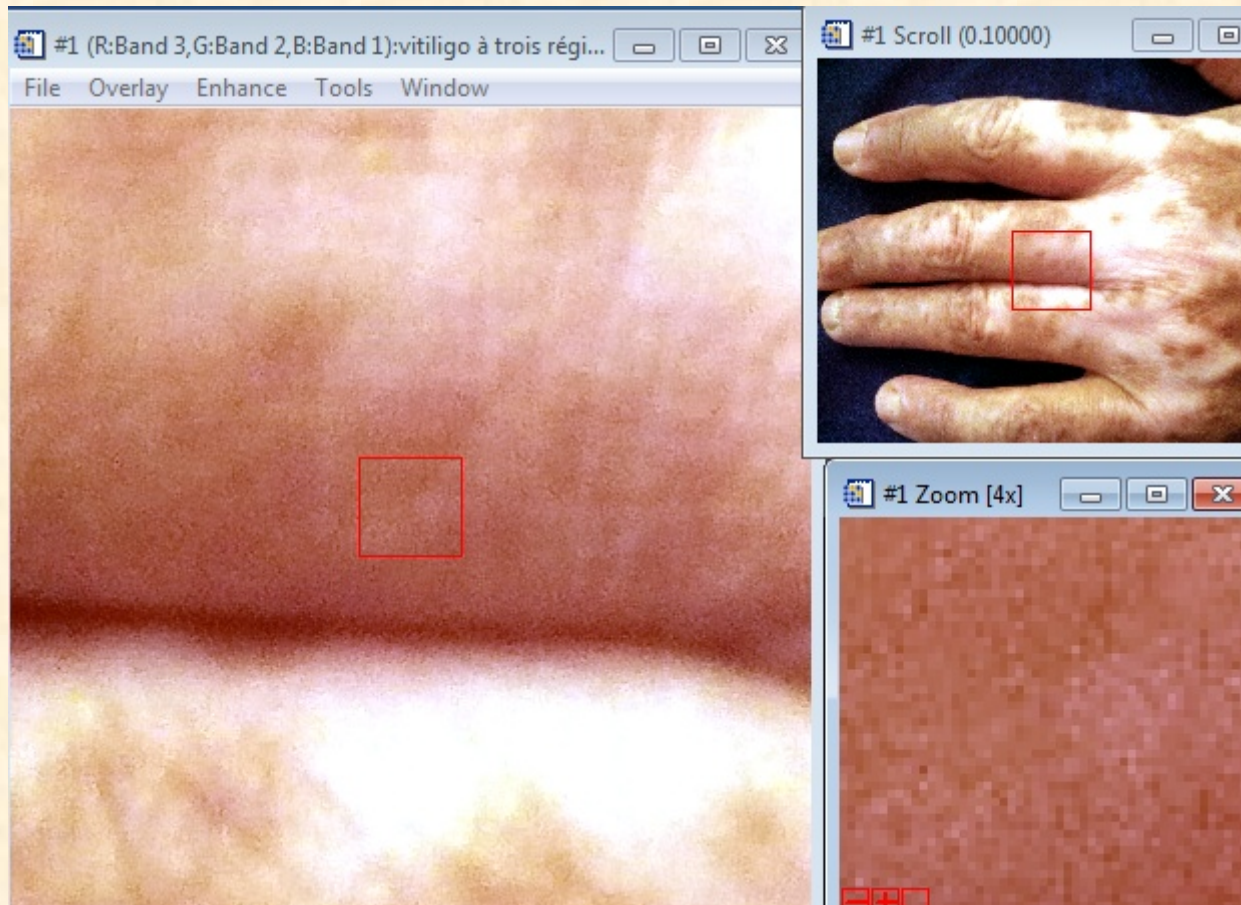 #1 (R:Band 3,G:Band 2,B:Band 1):vitiligo à trois régi...
File Overlay Enhance Tools Window
#1 Scroll (0.10000)
#1 Zoom [4x]